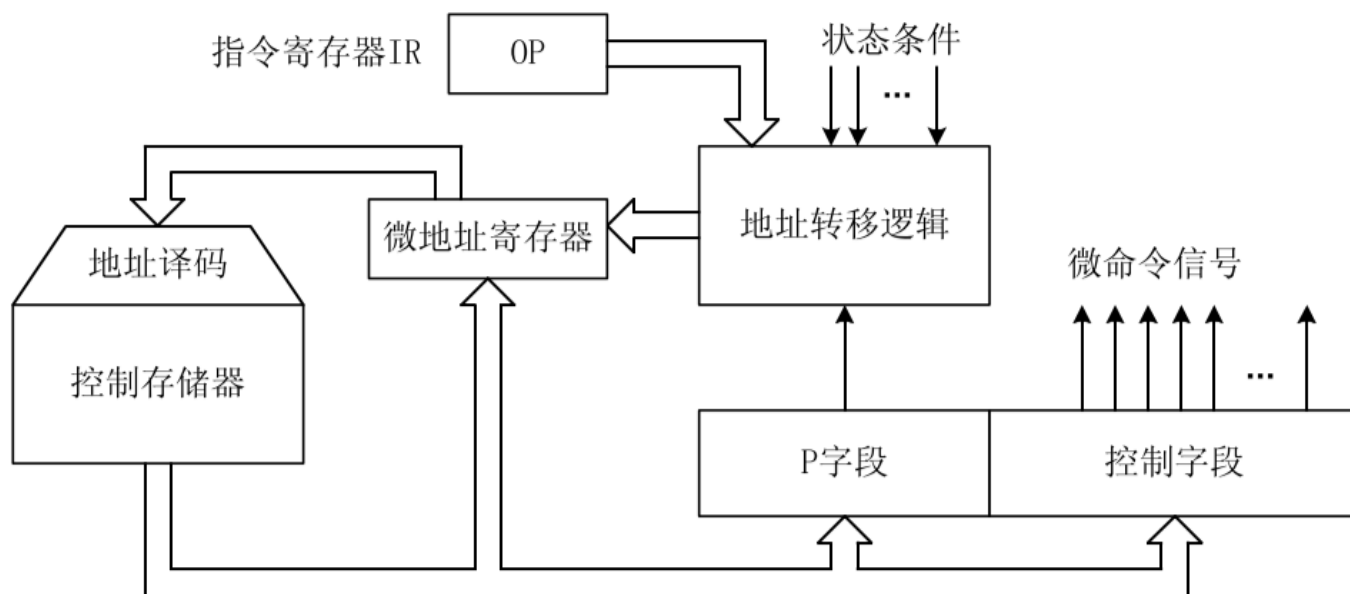 指令寄存器IR
OP
状态条件
...
地址转移逻辑
微地址寄存器
地址译码
控制存储器
微命令信号
...
P字段
控制字段